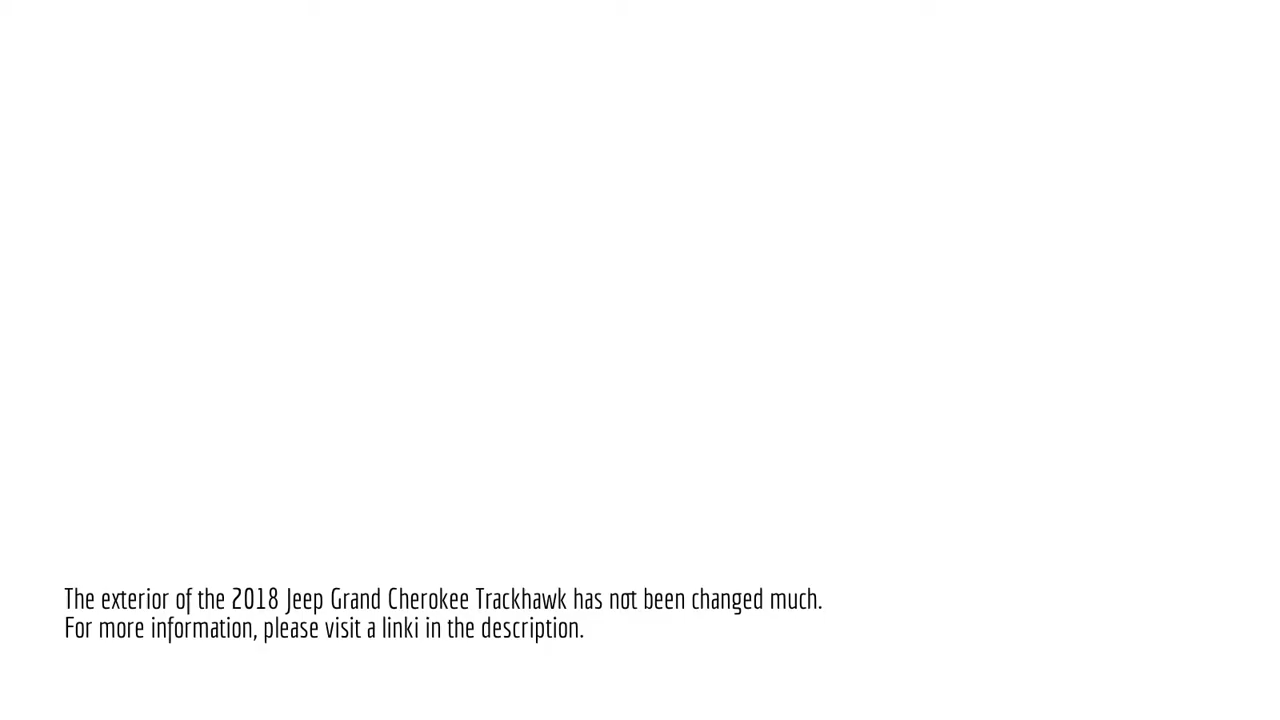 The exterior of the 2018 Jeep Grand Cherokee Trackhawk has not been changed much.
For more information, please visit a linki in the description.